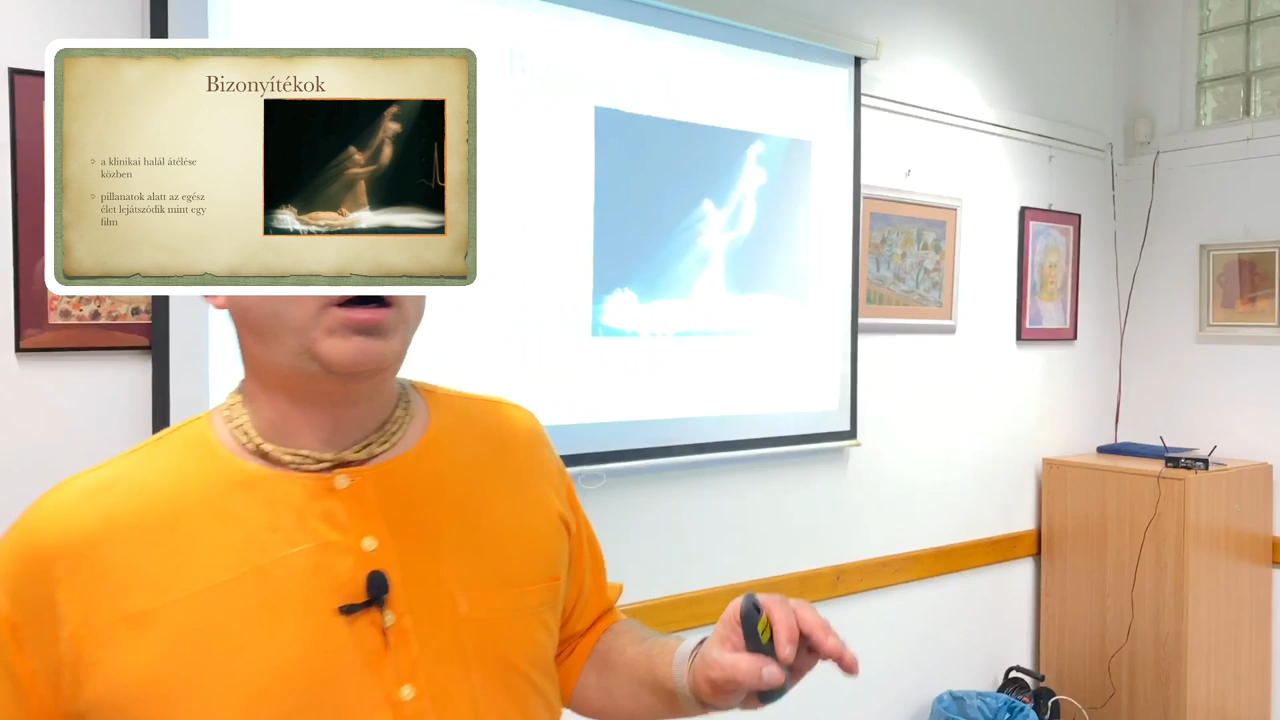 Bizonyítékok
a klinikai halál átélése
közben
pillanatok alatt az egész
élet lejátszódik mint egy
film